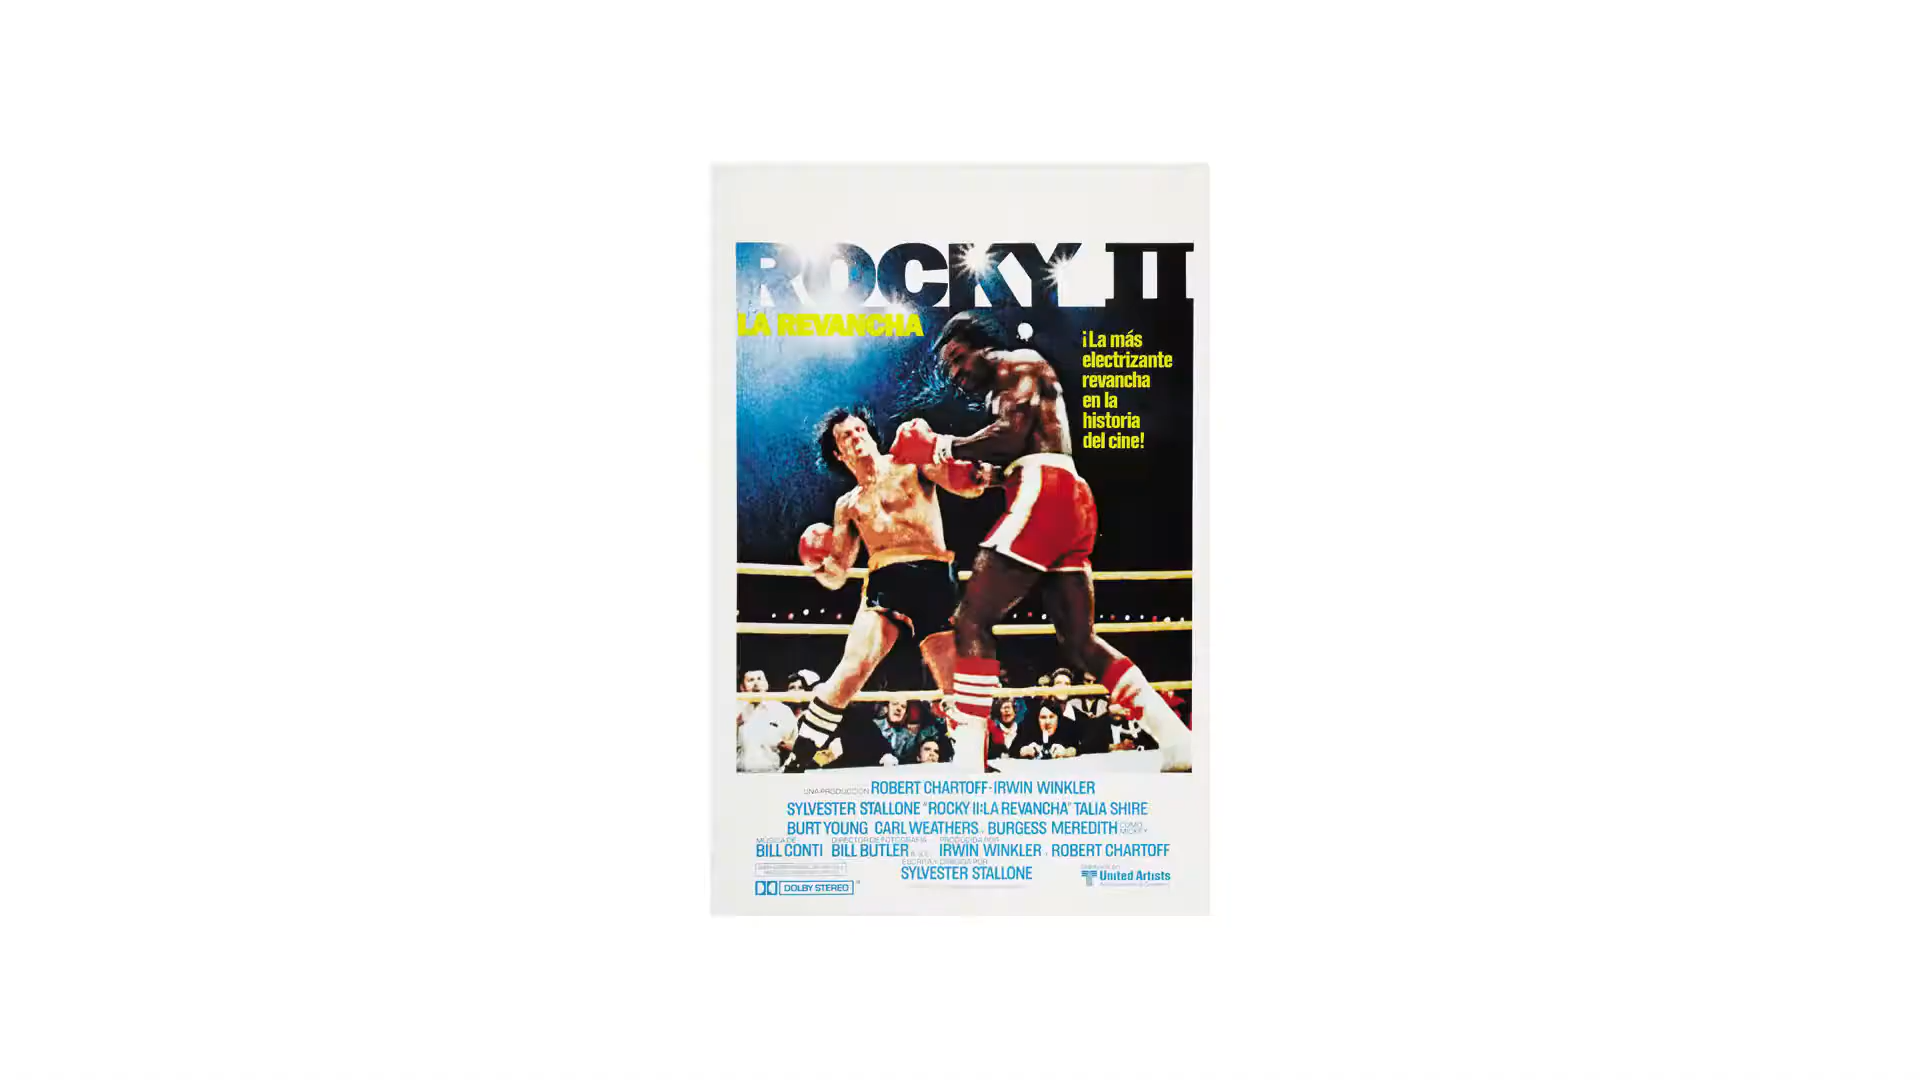 ROCKY II
LA REVANCHA
¡La más
electrizante
revancha
en la
historia
del cine!
UNA PRODUCCION ROBERT CHARTOFF-IRWIN WINKLER
SYLVESTER STALLONE "ROCKY II:LA REVANCHA" TALIA SHIRE
BURT YOUNG CARL WEATHERS BURGESS MEREDITH COMO MICKEY
MUSICA DE DIRECTOR DE FOTOGRAFIA PRODUCIDA POR
BILL CONTI BILL BUTLER IRWIN WINKLER Y ROBERT CHARTOFF
ESCRITA Y DIRIGIDA POR
SYLVESTER STALLONE
DOLBY STEREO
United Artists